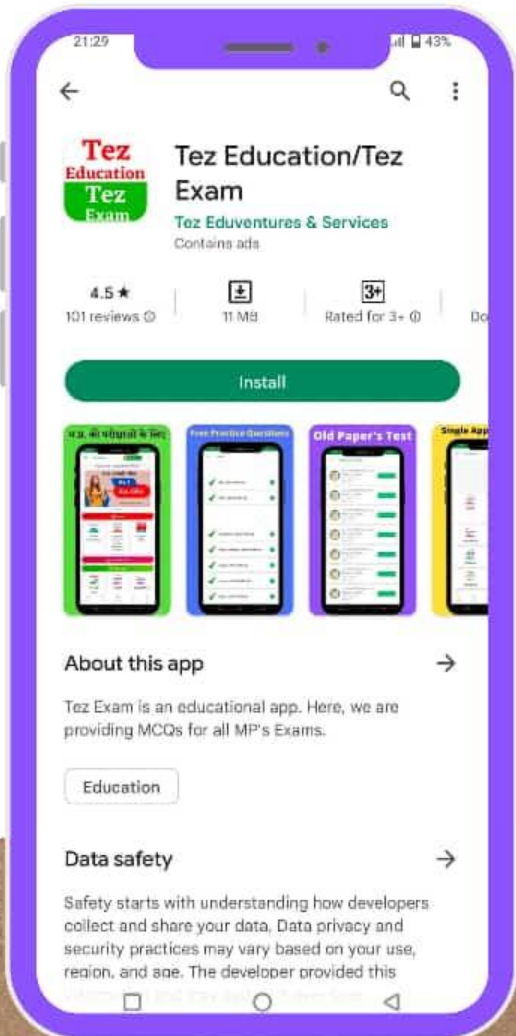 21:29
43%
Tez
Education
Tez
Exam
Tez Education/Tez
Exam
Tez Eduventures & Services
Contains ads
4.5★
101 reviews
11 MB
3+
Rated for 3+
Do
Install
म.प्र. की परीक्षाओं के लिए
Free Practice Questions
Old Paper's Test
Single App
About this app
Tez Exam is an educational app. Here, we are
providing MCQs for all MP's Exams.
Education
Data safety
Safety starts with understanding how developers
collect and share your data. Data privacy and
security practices may vary based on your use,
region, and age. The developer provided this